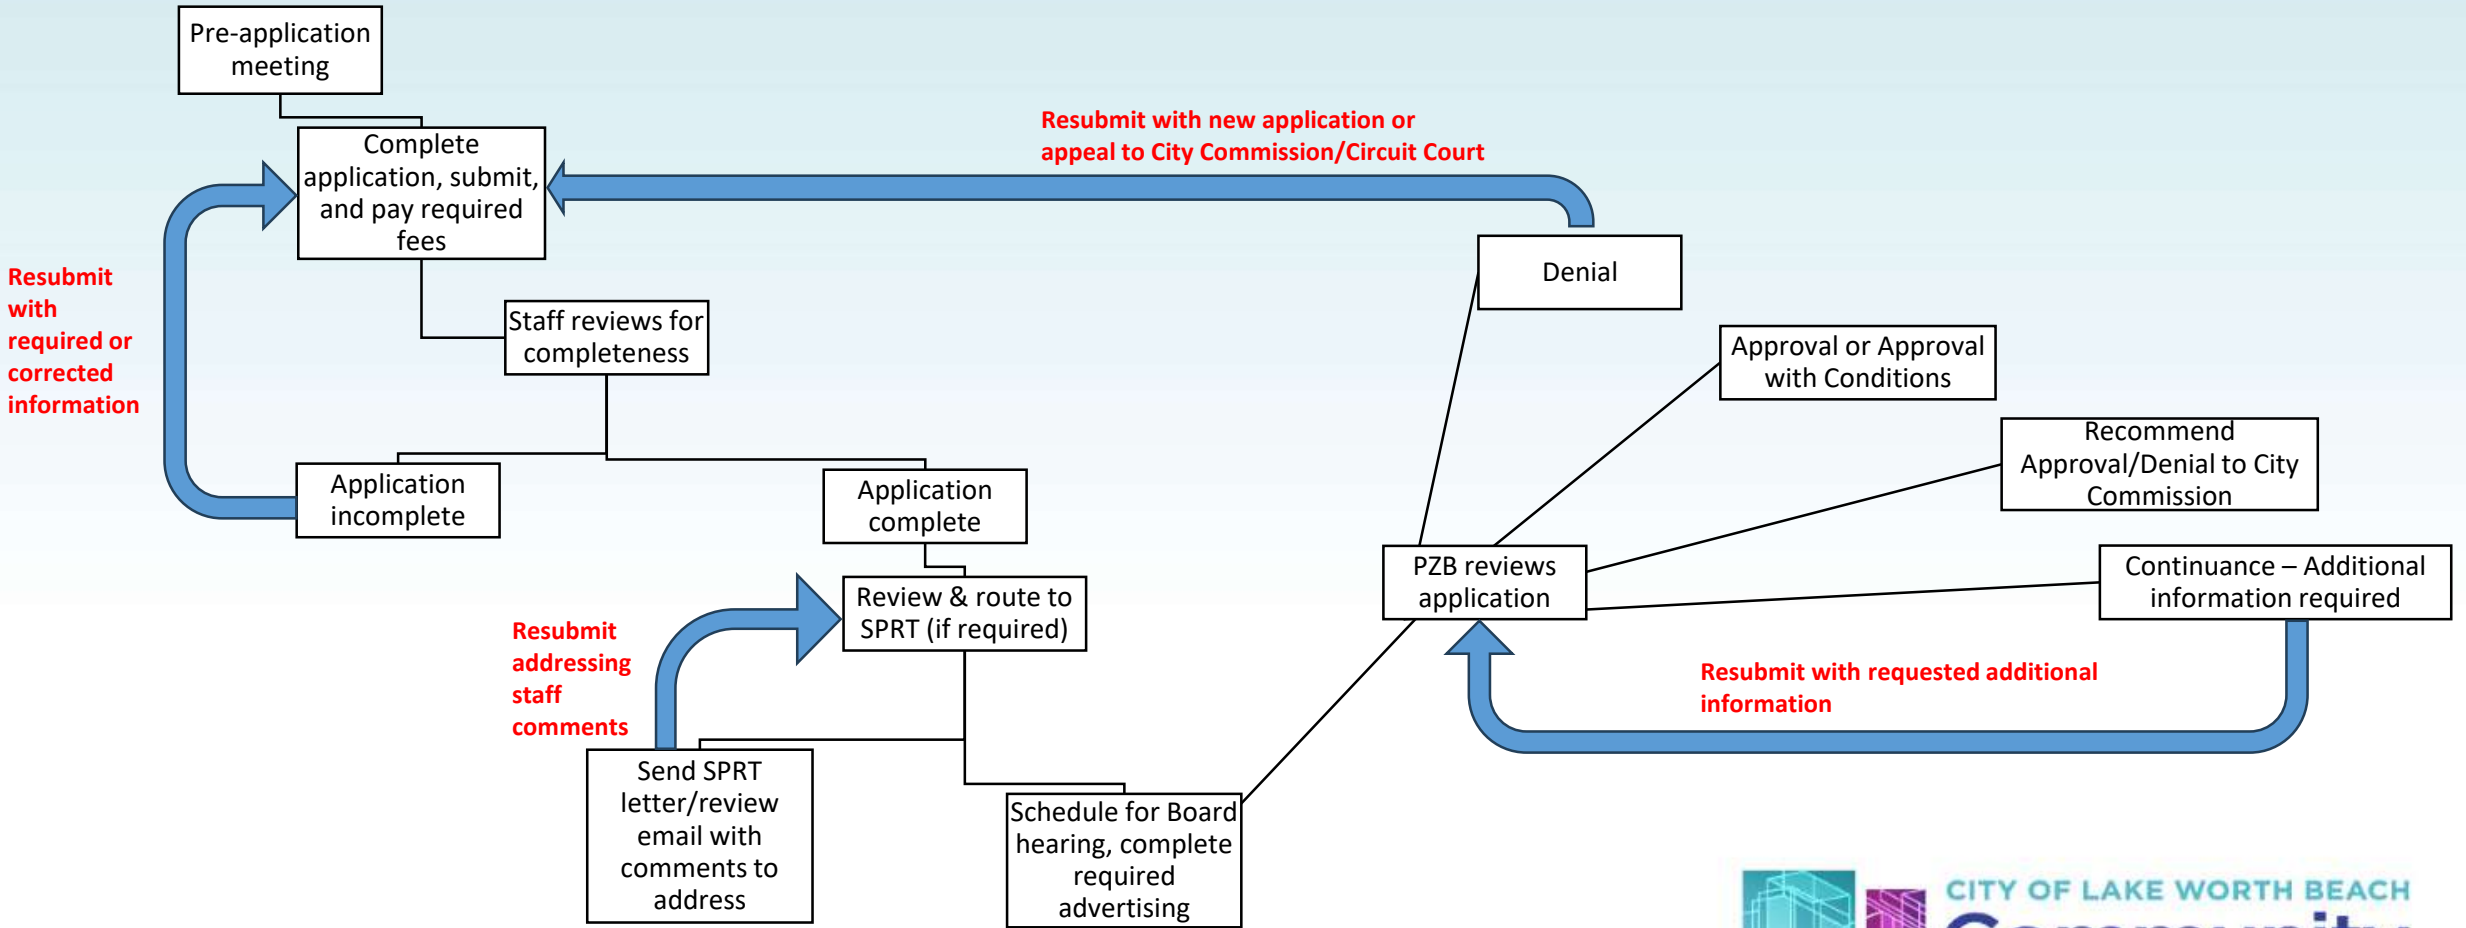 Pre-application
meeting
Complete
application, submit,
and pay required
fees
Resubmit with new application or
appeal to City Commission/Circuit Court
Resubmit
with
required or
corrected
information
Staff reviews for
completeness
Denial
Approval or Approval
with Conditions
Recommend
Approval/Denial to City
Commission
Application
incomplete
Application
complete
PZB reviews
application
Continuance – Additional
information required
Review & route to
SPRT (if required)
Resubmit
addressing
staff
comments
Resubmit with requested additional
information
Send SPRT
letter/review
email with
comments to
address
Schedule for Board
hearing, complete
required
advertising
CITY OF LAKE WORTH BEACH
Community